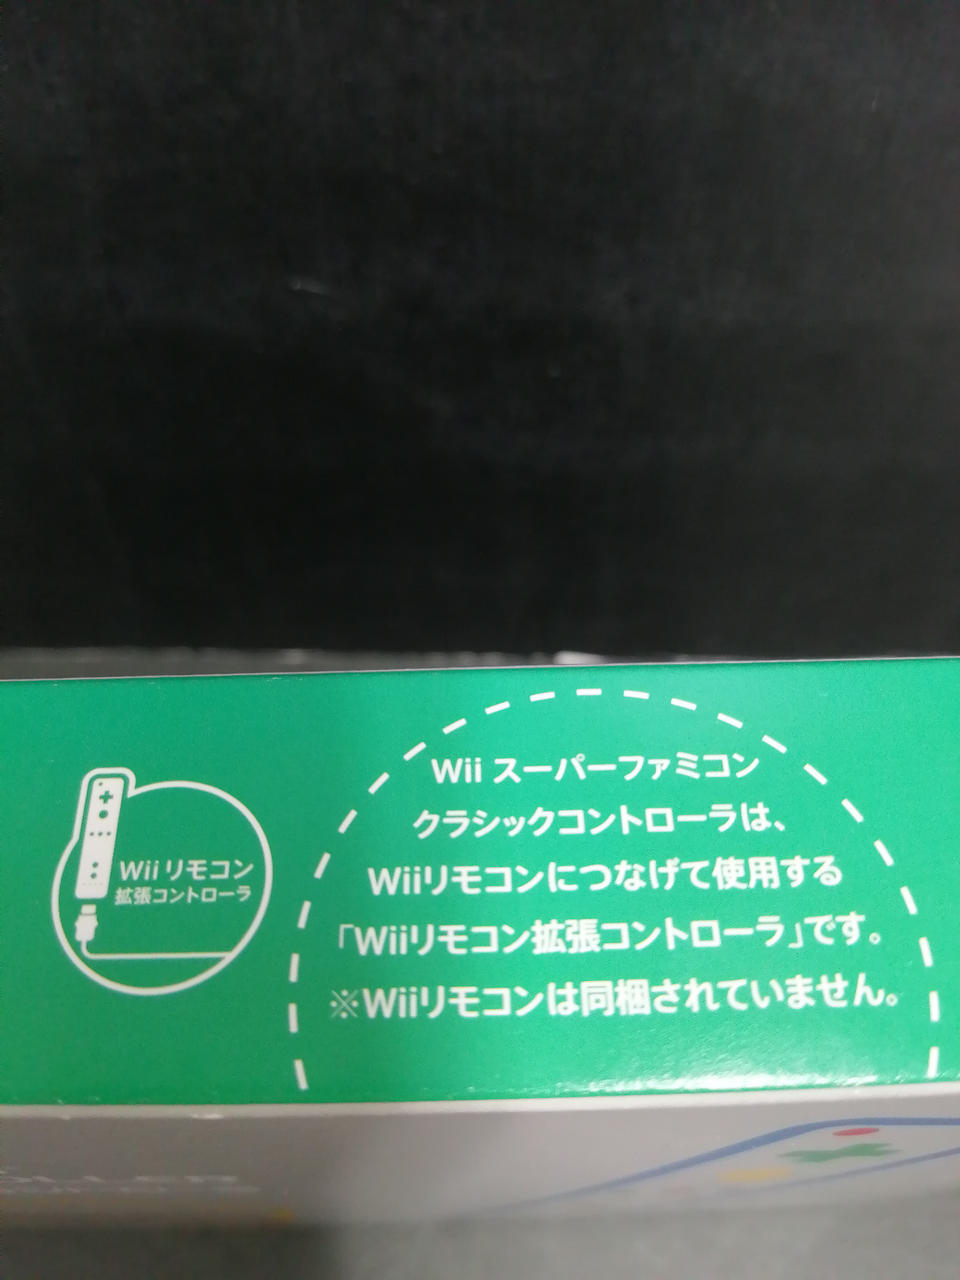 Wii リモコン
拡張コントローラ
Wii スーパーファミコン
クラシックコントローラは、
Wiiリモコンにつなげて使用する
「Wiiリモコン拡張コントローラ」です。
※Wiiリモコンは同梱されていません。